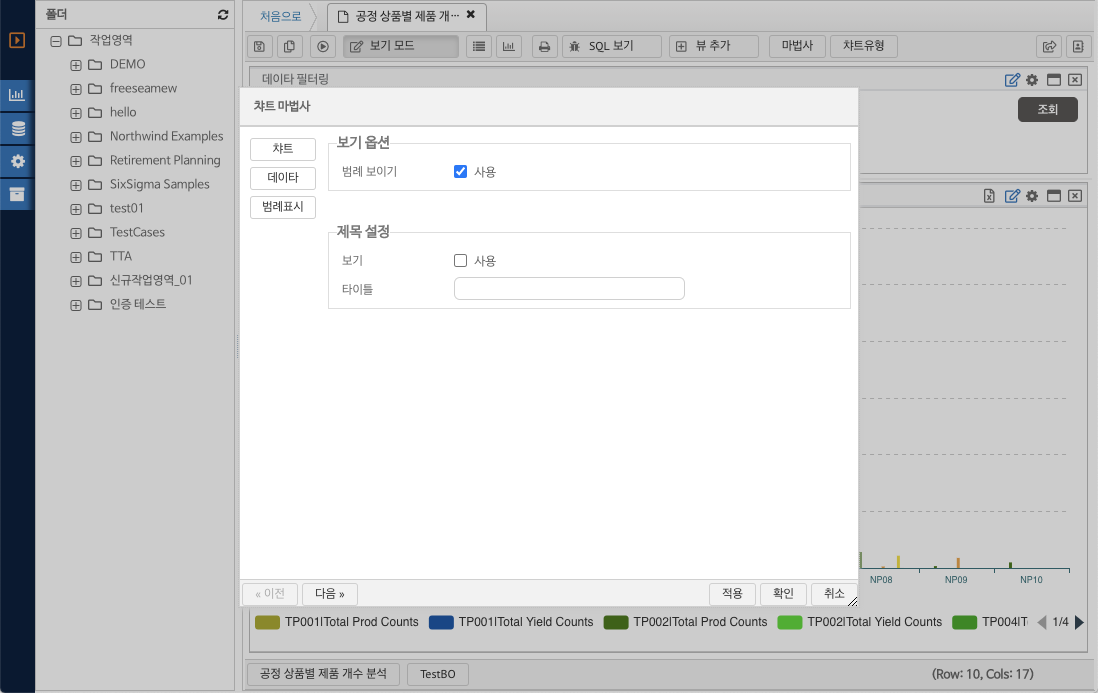 폴더
작업영역
DEMO
freeseamew
hello
Northwind Examples
Retirement Planning
SixSigma Samples
test01
TestCases
TTA
신규작업영역_01
인증 테스트
처음으로
공정 상품별 제품 개···
보기 모드
SQL 보기
뷰 추가
마법사
챠트유형
데이타 필터링
조회
챠트 마법사
챠트
데이타
범례표시
보기 옵션
범례 보이기
사용
제목 설정
보기
사용
타이틀
« 이전
다음 »
적용
확인
취소
NP08
NP09
NP10
TP001|Total Prod Counts
TP001|Total Yield Counts
TP002|Total Prod Counts
TP002|Total Yield Counts
TP004|T
1/4
공정 상품별 제품 개수 분석
TestBO
(Row: 10, Cols: 17)